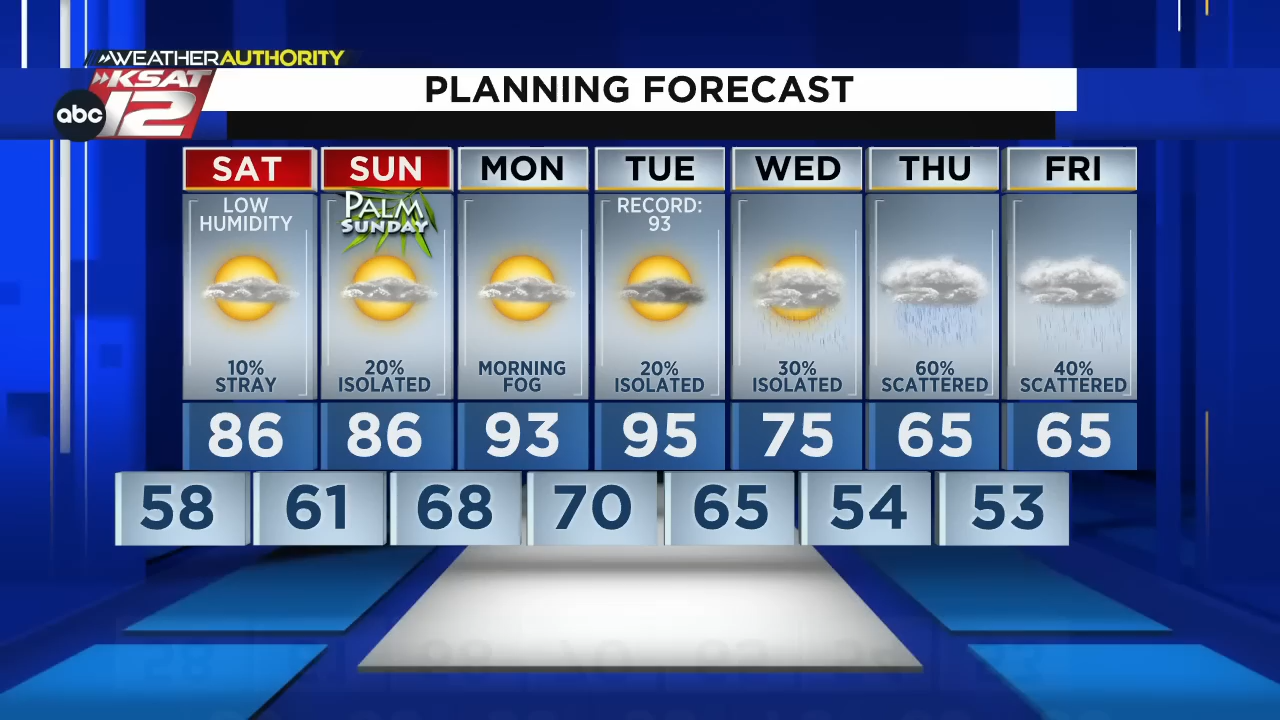 WEATHERAUTHORITY
KSAT
abc 12
PLANNING FORECAST
SAT SUN MON TUE WED THU FRI
LOW
HUMIDITY
PALM
SUNDAY
RECORD:
93
10%
STRAY
20%
ISOLATED
MORNING
FOG
20%
ISOLATED
30%
ISOLATED
60%
SCATTERED
40%
SCATTERED
86 86 93 95 75 65 65
58 61 68 70 65 54 53